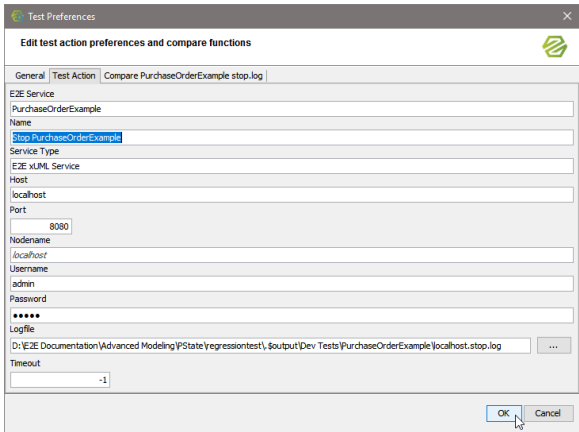 Test Preferences
Edit test action preferences and compare functions
General Test Action Compare PurchaseOrderExample stop.log
E2E Service
PurchaseOrderExample
Name
Stop PurchaseOrderExample
Service Type
E2E xUML Service
Host
localhost
Port
8080
Nodename
localhost
Username
admin
Password
•••••
Logfile
D:\E2E Documentation\Advanced Modeling\PState\regressiontest\.$output\Dev Tests\PurchaseOrderExample\localhost.stop.log ...
Timeout
-1
OK Cancel